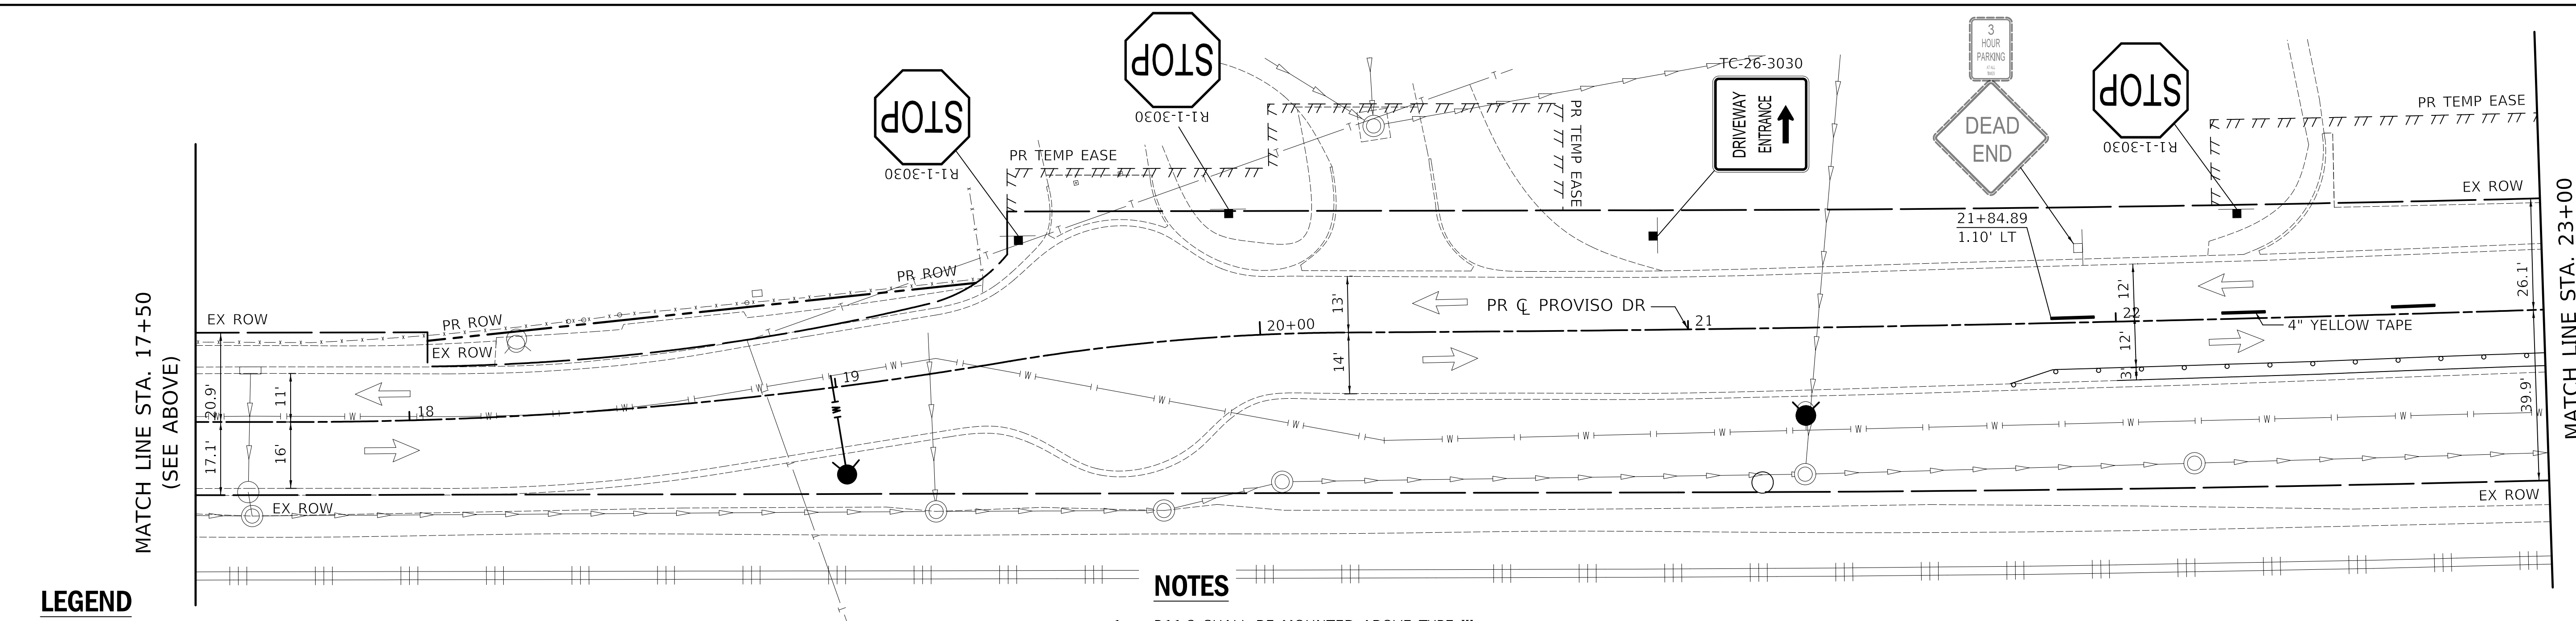 STOP
R1-1-3030
STOP
R1-1-3030
TC-26-3030
DRIVEWAY
ENTRANCE
3
HOUR
PARKING
DEAD
END
STOP
R1-1-3030
PR TEMP EASE
PR TEMP EASE
PR TEMP EASE
EX ROW
21+84.89
1.10' LT
MATCH LINE STA. 17+50
(SEE ABOVE)
MATCH LINE STA. 23+00
EX ROW
PR ROW
EX ROW
PR ROW
20.9'
17.1'
11'
16'
18
19
20+00
13'
14'
PR ℄ PROVISO DR
21
22
12'
12'
3'
4" YELLOW TAPE
26.1'
39.9'
EX ROW
EX ROW
LEGEND
NOTES